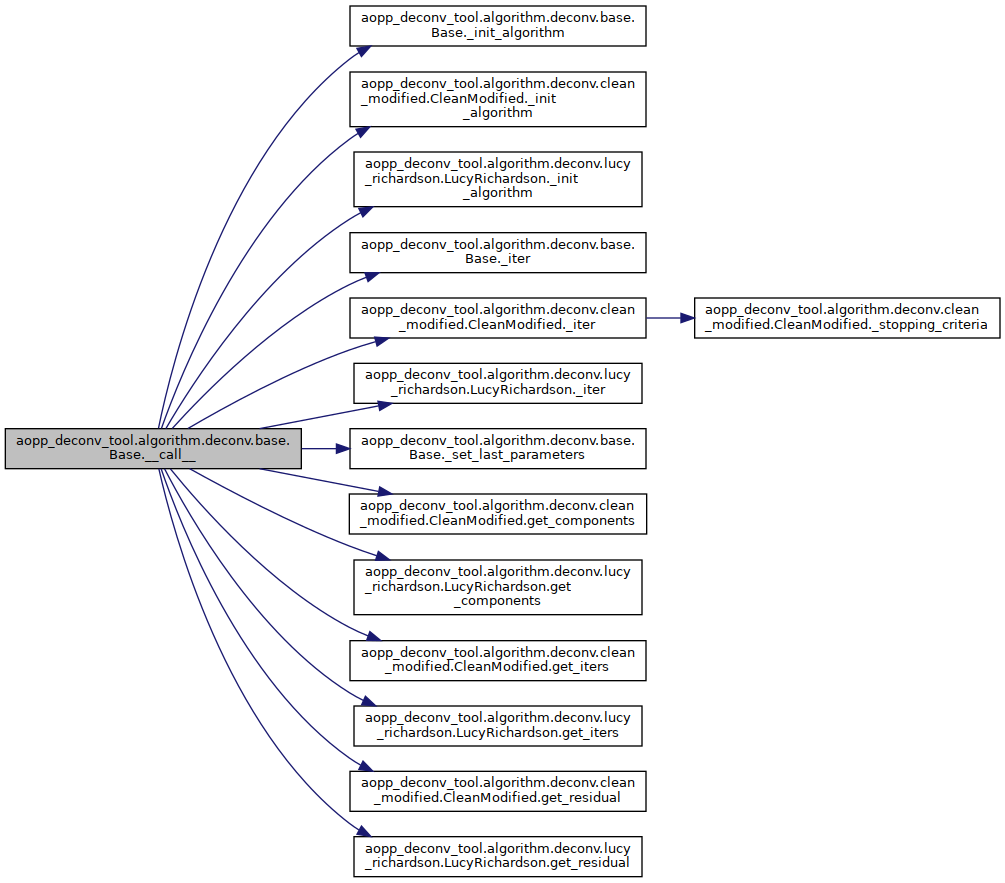 aopp_deconv_tool.algorithm.deconv.base.
Base._init_algorithm
aopp_deconv_tool.algorithm.deconv.clean
_modified.CleanModified._init
_algorithm
aopp_deconv_tool.algorithm.deconv.lucy
_richardson.LucyRichardson._init
_algorithm
aopp_deconv_tool.algorithm.deconv.base.
Base._iter
aopp_deconv_tool.algorithm.deconv.clean
_modified.CleanModified._iter
aopp_deconv_tool.algorithm.deconv.clean
_modified.CleanModified._stopping_criteria
aopp_deconv_tool.algorithm.deconv.lucy
_richardson.LucyRichardson._iter
aopp_deconv_tool.algorithm.deconv.base.
Base.__call__
aopp_deconv_tool.algorithm.deconv.base.
Base._set_last_parameters
aopp_deconv_tool.algorithm.deconv.clean
_modified.CleanModified.get_components
aopp_deconv_tool.algorithm.deconv.lucy
_richardson.LucyRichardson.get
_components
aopp_deconv_tool.algorithm.deconv.clean
_modified.CleanModified.get_iters
aopp_deconv_tool.algorithm.deconv.lucy
_richardson.LucyRichardson.get_iters
aopp_deconv_tool.algorithm.deconv.clean
_modified.CleanModified.get_residual
aopp_deconv_tool.algorithm.deconv.lucy
_richardson.LucyRichardson.get_residual